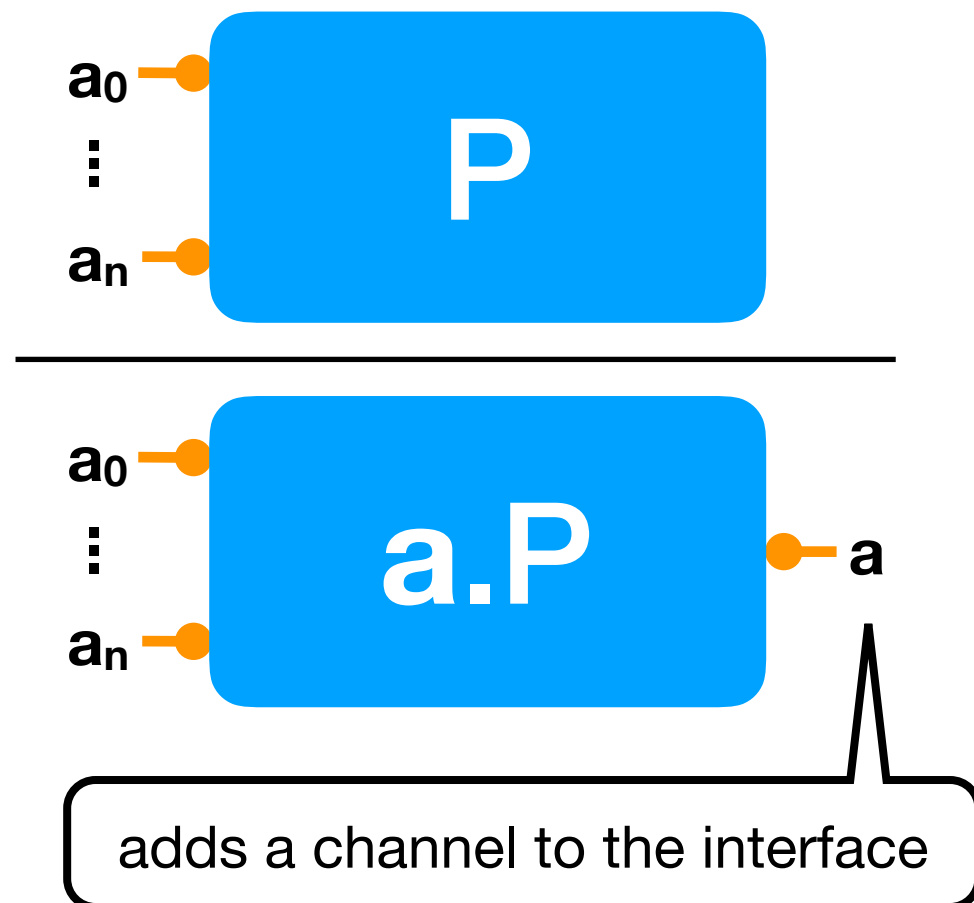 a₀
⋮
P
aₙ
a₀
⋮
a.P
a
aₙ
adds a channel to the interface